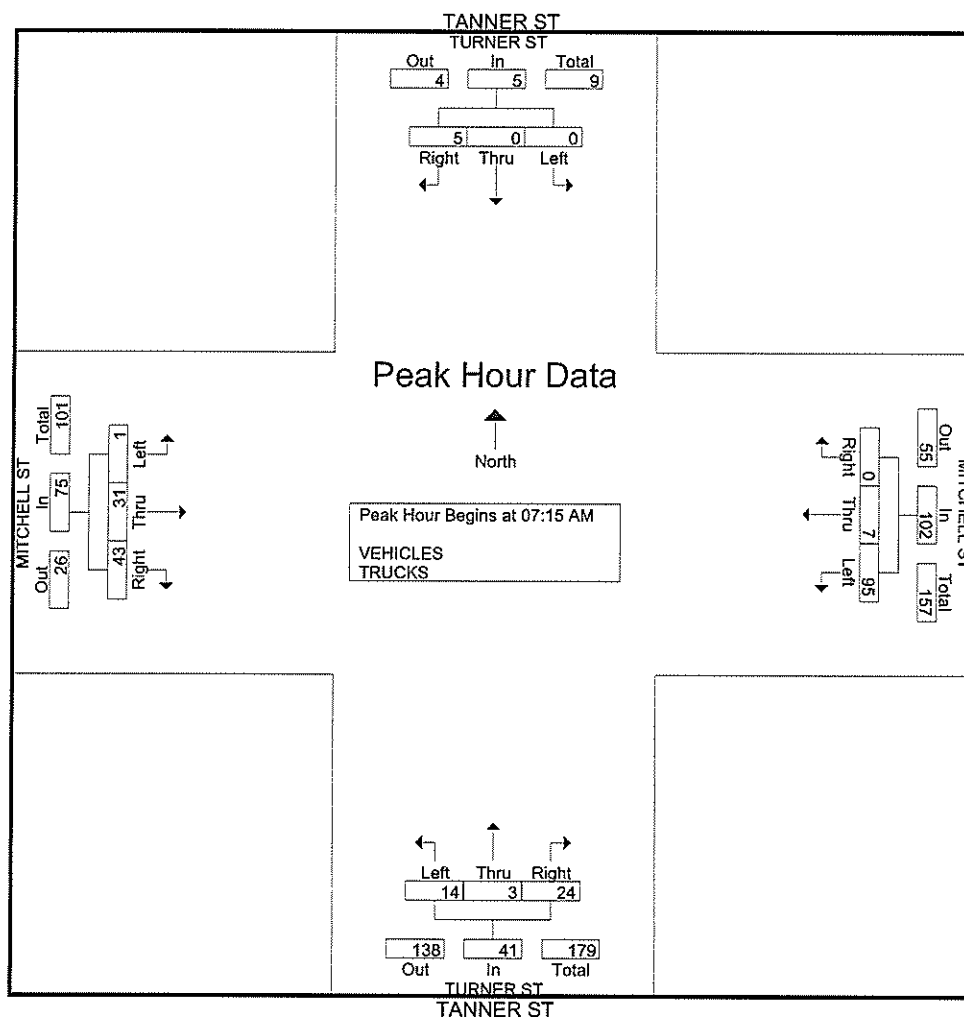 TANNER ST
TURNER ST
Out In Total
4 5 9
5 0 0
Right Thru Left
Peak Hour Data
North
Peak Hour Begins at 07:15 AM
VEHICLES
TRUCKS
MITCHELL ST
Out In Total
26 75 101
43 31 1
Right Thru Left
MITCHELL ST
Out In Total
55 102 157
0 7 95
Right Thru Left
Left Thru Right
14 3 24
138 41 179
Out In Total
TURNER ST
TANNER ST